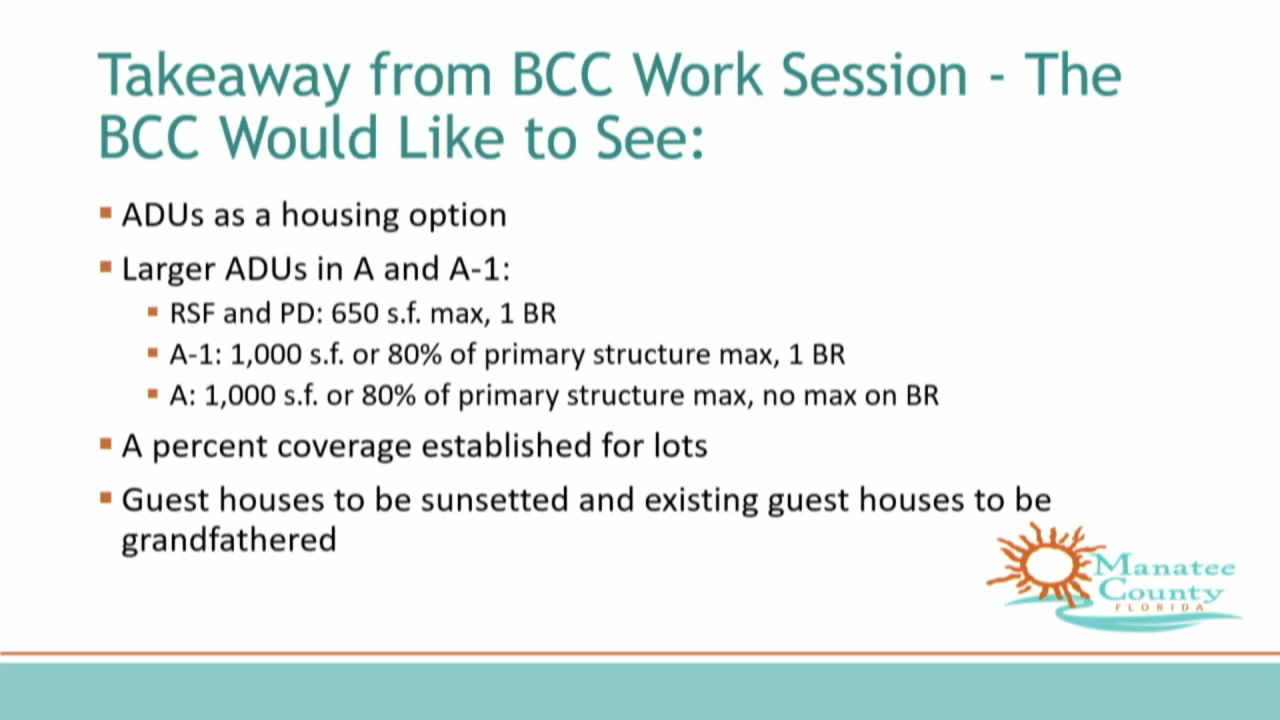 Takeaway from BCC Work Session - The
BCC Would Like to See:
ADUs as a housing option
Larger ADUs in A and A-1:
RSF and PD: 650 s.f. max, 1 BR
A-1: 1,000 s.f. or 80% of primary structure max, 1 BR
A: 1,000 s.f. or 80% of primary structure max, no max on BR
A percent coverage established for lots
Guest houses to be sunsetted and existing guest houses to be
grandfathered
Manatee
County
FLORIDA